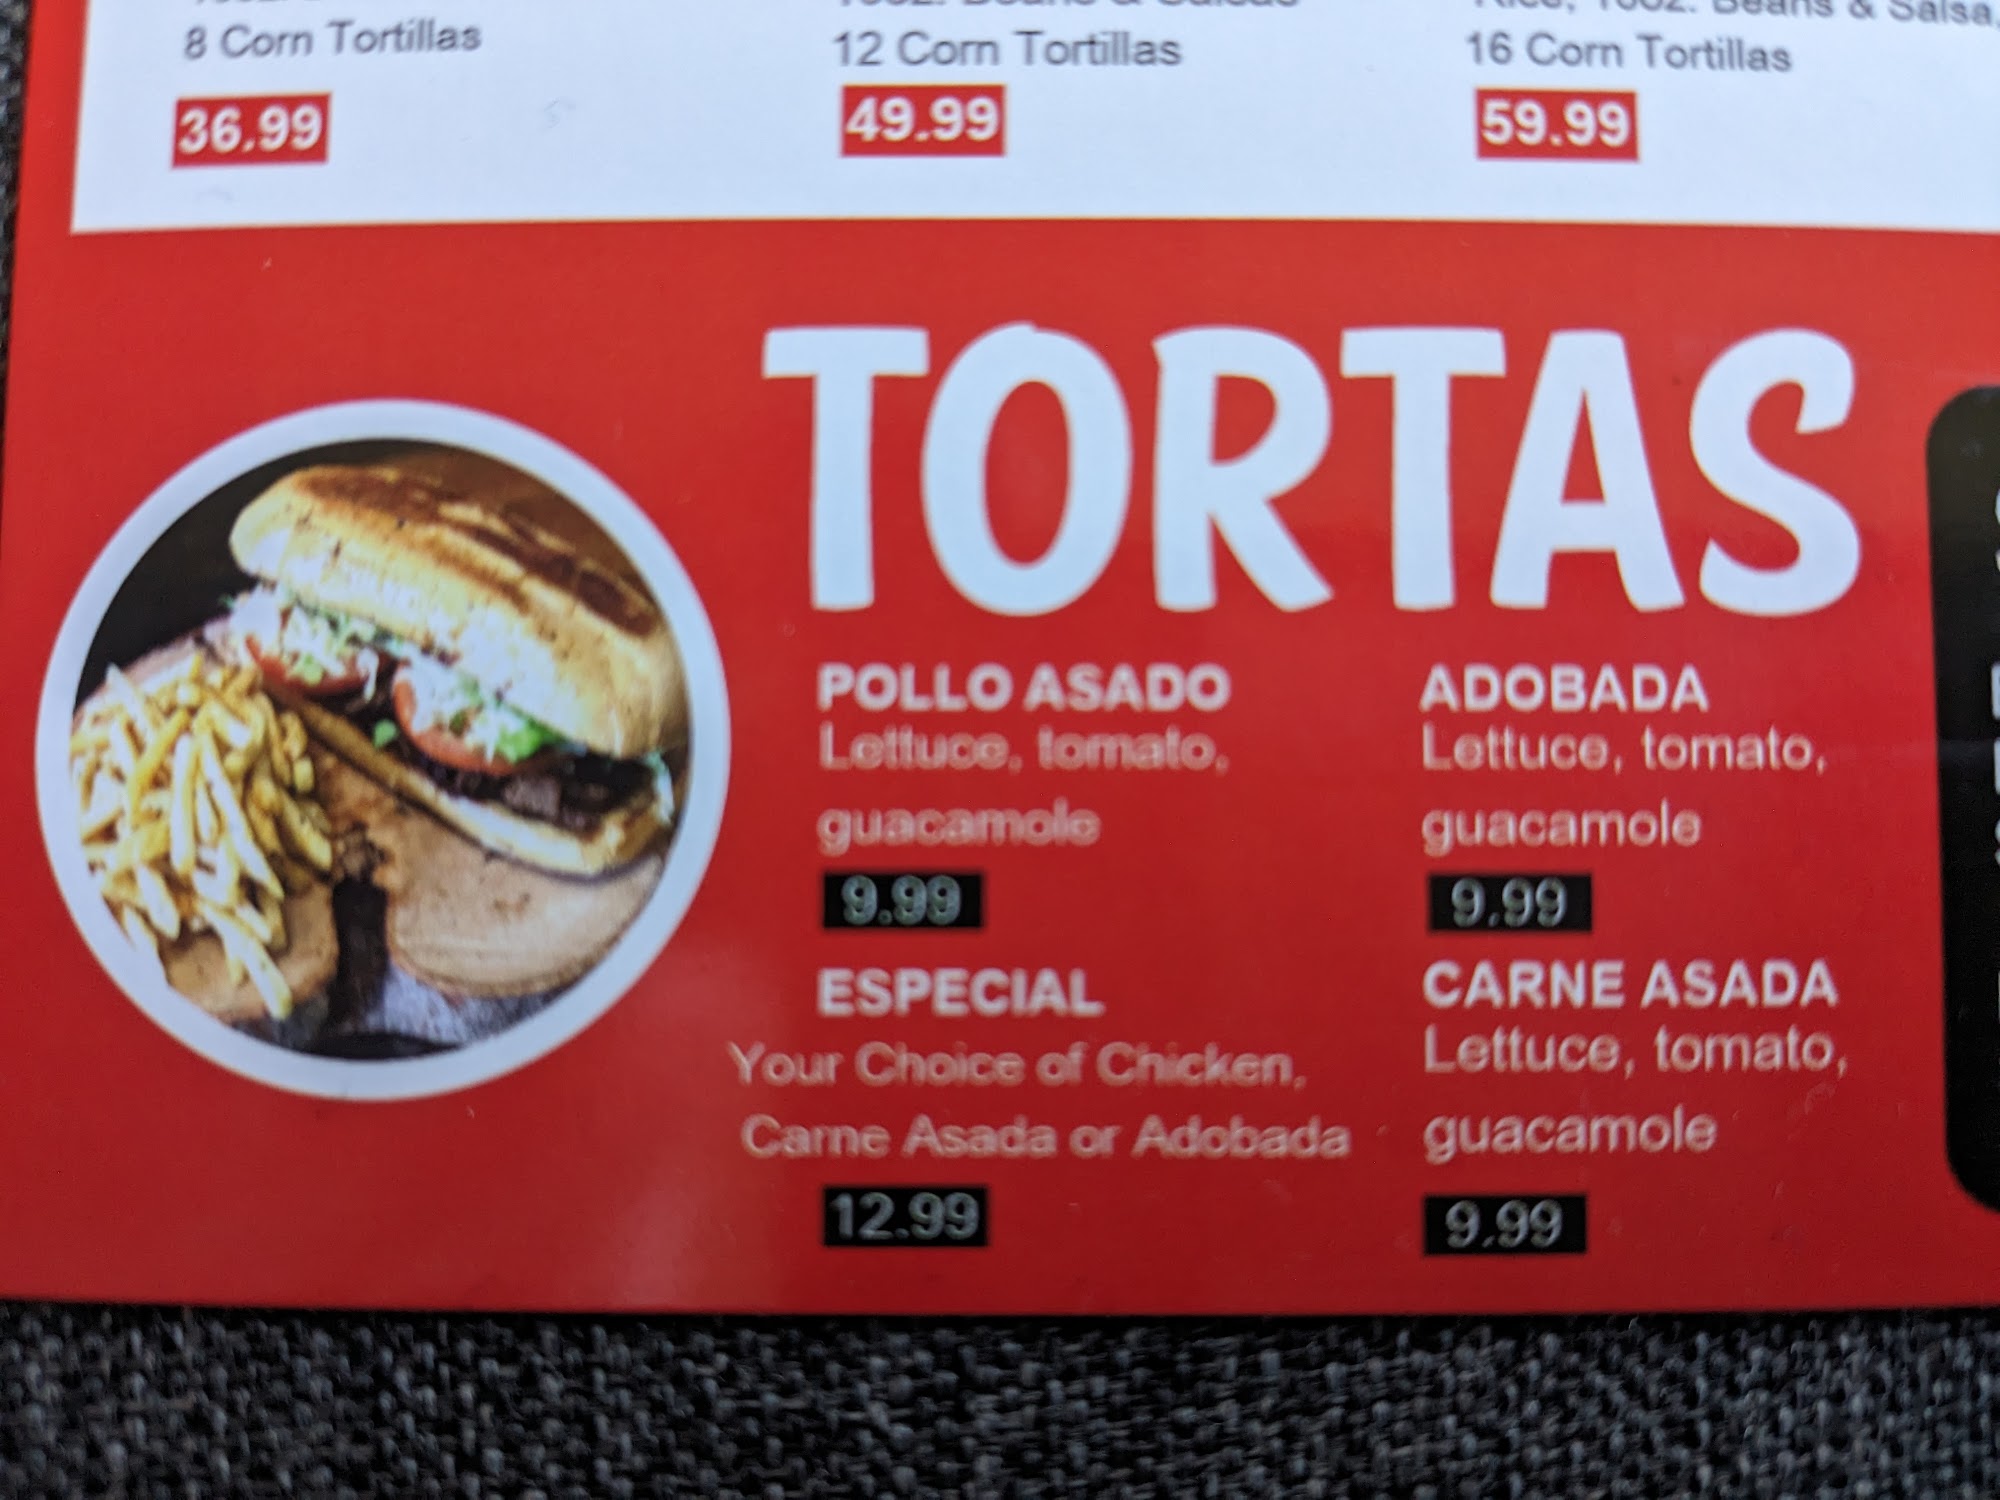 8 Corn Tortillas
36.99
12 Corn Tortillas
49.99
Beans & Salsa,
16 Corn Tortillas
59.99
TORTAS
POLLO ASADO
Lettuce, tomato,
guacamole
9.99
ADOBADA
Lettuce, tomato,
guacamole
9.99
ESPECIAL
Your Choice of Chicken,
Carne Asada or Adobada
12.99
CARNE ASADA
Lettuce, tomato,
guacamole
9.99